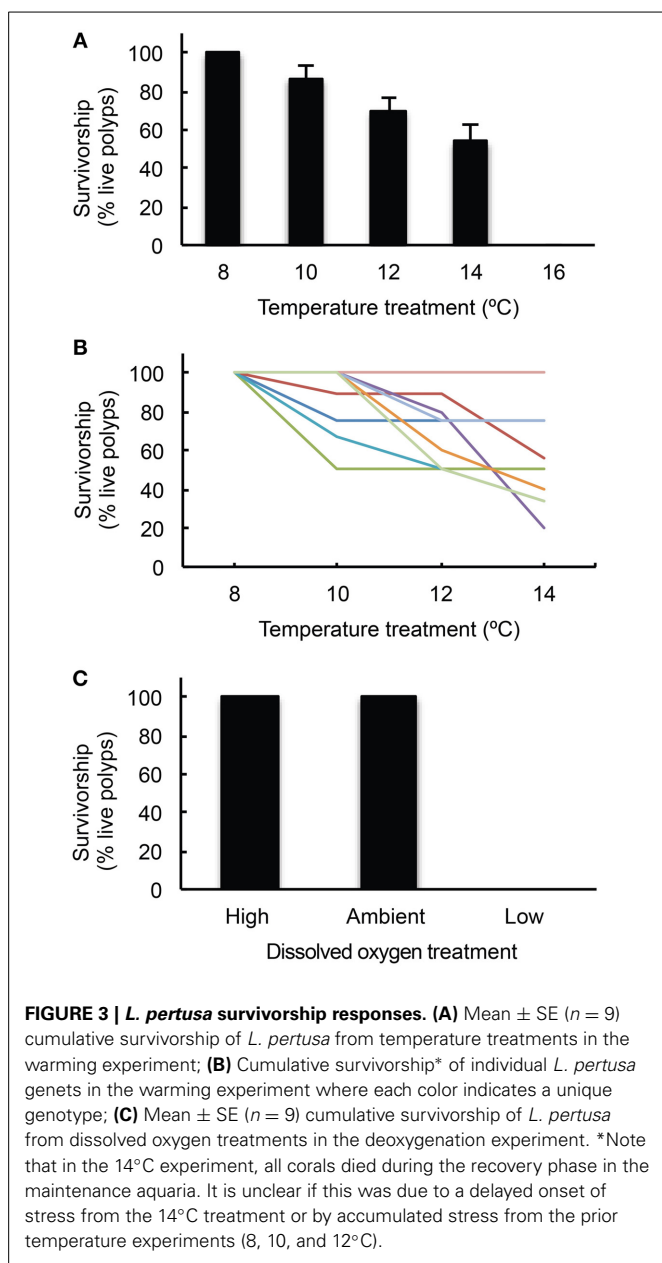 A
Survivorship
(% live polyps)
100
80
60
40
20
0
8 10 12 14 16
Temperature treatment (ºC)
B
Survivorship
(% live polyps)
100
80
60
40
20
0
8 10 12 14
Temperature treatment (ºC)
C
Survivorship
(% live polyps)
100
80
60
40
20
0
High Ambient Low
Dissolved oxygen treatment
FIGURE 3 | L. pertusa survivorship responses. (A) Mean ± SE (n = 9)
cumulative survivorship of L. pertusa from temperature treatments in the
warming experiment; (B) Cumulative survivorship* of individual L. pertusa
genets in the warming experiment where each color indicates a unique
genotype; (C) Mean ± SE (n = 9) cumulative survivorship of L. pertusa
from dissolved oxygen treatments in the deoxygenation experiment. *Note
that in the 14°C experiment, all corals died during the recovery phase in the
maintenance aquaria. It is unclear if this was due to a delayed onset of
stress from the 14°C treatment or by accumulated stress from the prior
temperature experiments (8, 10, and 12°C).